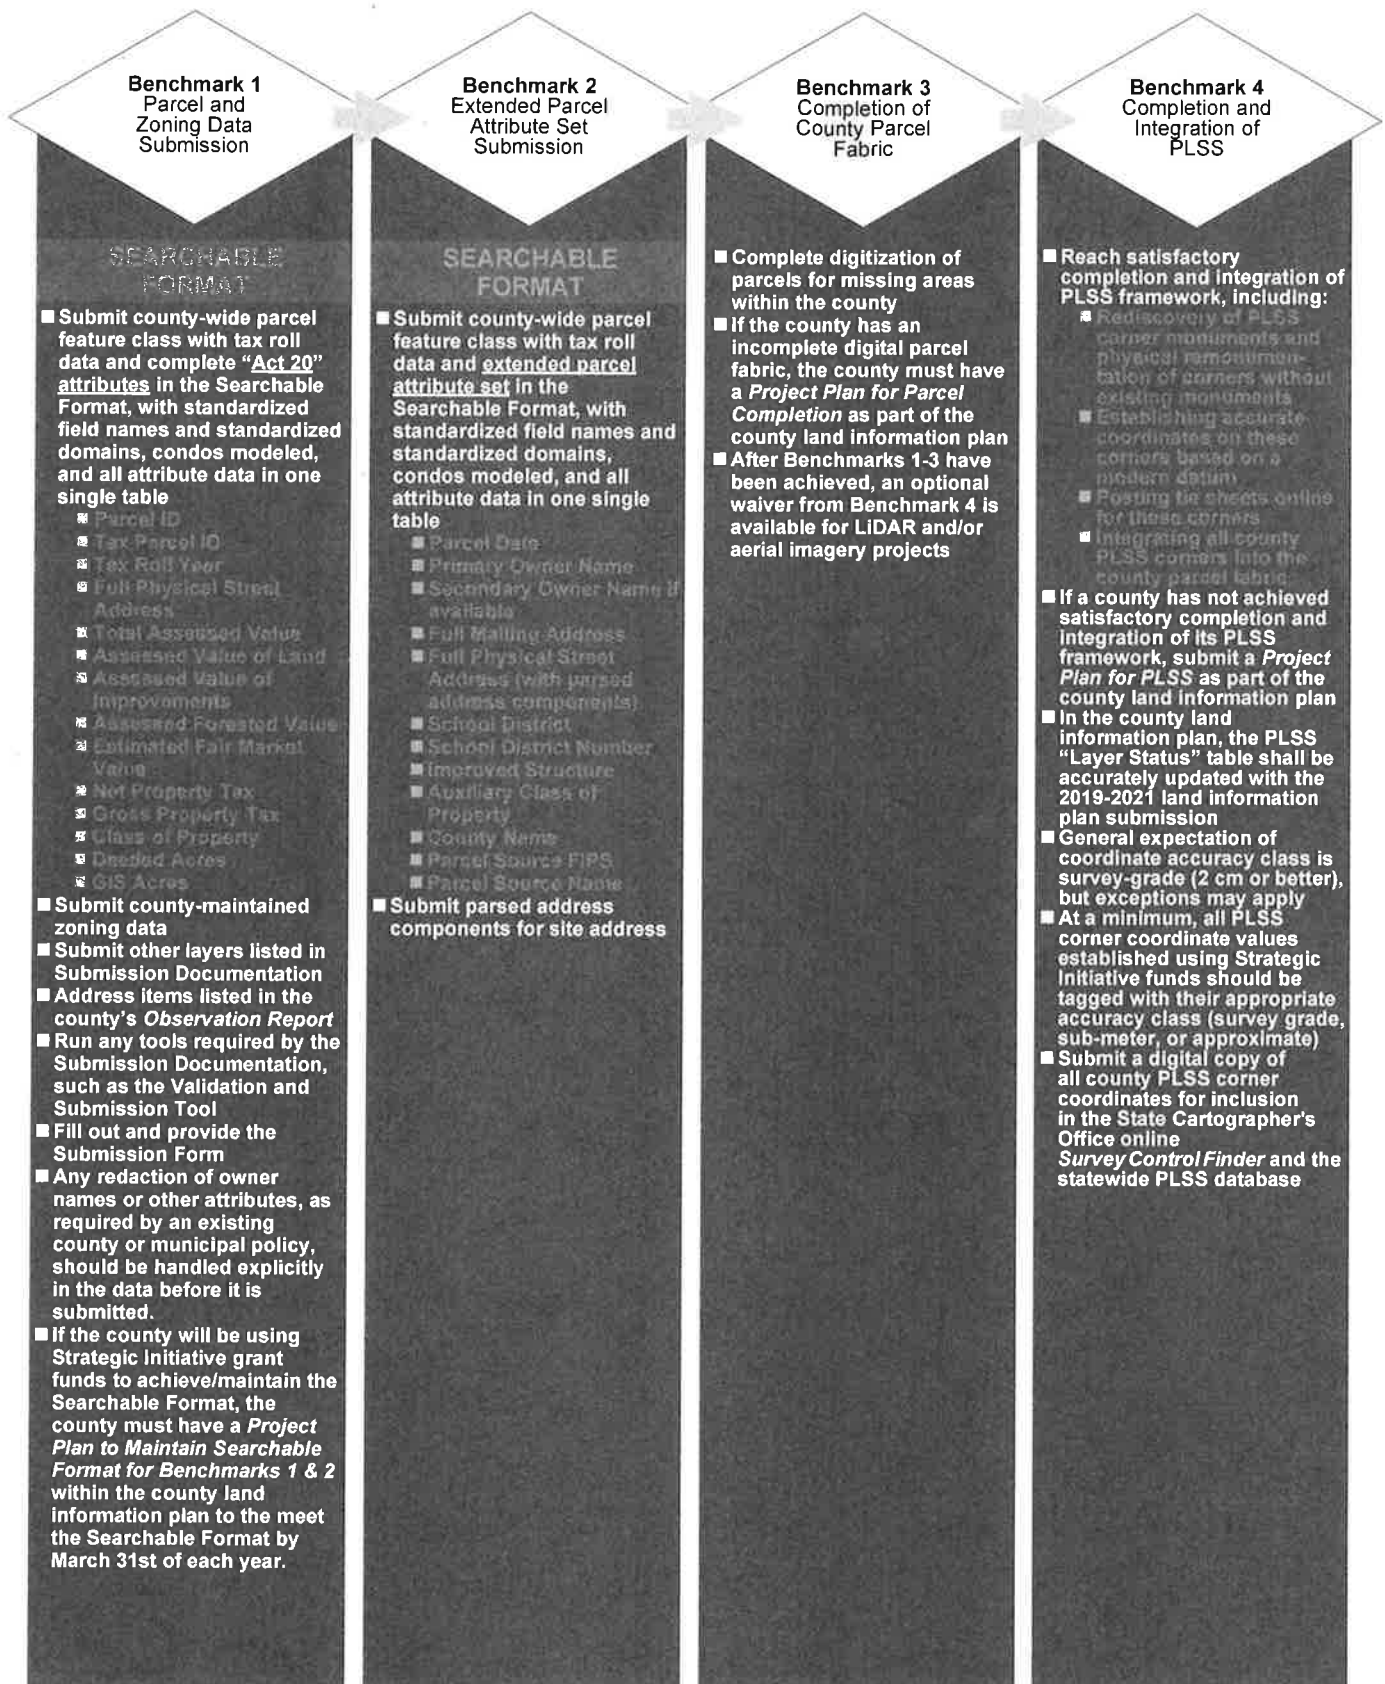 Benchmark 1
Parcel and
Zoning Data
Submission
SEARCHABLE
FORMAT
■ Submit county-wide parcel
feature class with tax roll
data and complete “Act 20”
attributes in the Searchable
Format, with standardized
field names and standardized
domains, condos modeled,
and all attribute data in one
single table
■ Parcel ID
■ Tax Parcel ID
■ Tax Roll Year
■ Full Physical Street
Address
■ Total Assessed Value
■ Assessed Value of Land
■ Assessed Value of
Improvements
■ Assessed Forested Value
■ Estimated Fair Market
Value
■ Net Property Tax
■ Gross Property Tax
■ Class of Property
■ Deeded Acres
■ GIS Acres
■ Submit county-maintained
zoning data
■ Submit other layers listed in
Submission Documentation
■ Address items listed in the
county's Observation Report
■ Run any tools required by the
Submission Documentation,
such as the Validation and
Submission Tool
■ Fill out and provide the
Submission Form
■ Any redaction of owner
names or other attributes, as
required by an existing
county or municipal policy,
should be handled explicitly
in the data before it is
submitted.
■ If the county will be using
Strategic Initiative grant
funds to achieve/maintain the
Searchable Format, the
county must have a Project
Plan to Maintain Searchable
Format for Benchmarks 1 & 2
within the county land
information plan to the meet
the Searchable Format by
March 31st of each year.
Benchmark 2
Extended Parcel
Attribute Set
Submission
SEARCHABLE
FORMAT
■ Submit county-wide parcel
feature class with tax roll
data and extended parcel
attribute set in the
Searchable Format, with
standardized field names and
standardized domains,
condos modeled, and all
attribute data in one single
table
■ Parcel Date
■ Primary Owner Name
■ Secondary Owner Name if
available
■ Full Mailing Address
■ Full Physical Street
Address (with parsed
address components)
■ School District
■ School District Number
■ Improved Structure
■ Auxiliary Class of
Property
■ County Name
■ Parcel Source FIPS
■ Parcel Source Name
■ Submit parsed address
components for site address
Benchmark 3
Completion of
County Parcel
Fabric
■ Complete digitization of
parcels for missing areas
within the county
■ If the county has an
incomplete digital parcel
fabric, the county must have
a Project Plan for Parcel
Completion as part of the
county land information plan
■ After Benchmarks 1-3 have
been achieved, an optional
waiver from Benchmark 4 is
available for LiDAR and/or
aerial imagery projects
Benchmark 4
Completion and
Integration of
PLSS
■ Reach satisfactory
completion and integration of
PLSS framework, including:
■ Rediscovery of PLSS
corner monuments and
physical remonumen-
tation of corners without
existing monuments
■ Establishing accurate
coordinates on these
corners based on a
modern datum
■ Posting tie sheets online
for these corners
■ Integrating all county
PLSS corners into the
county parcel fabric
■ If a county has not achieved
satisfactory completion and
integration of its PLSS
framework, submit a Project
Plan for PLSS as part of the
county land information plan
■ In the county land
information plan, the PLSS
“Layer Status” table shall be
accurately updated with the
2019-2021 land information
plan submission
■ General expectation of
coordinate accuracy class is
survey-grade (2 cm or better),
but exceptions may apply
■ At a minimum, all PLSS
corner coordinate values
established using Strategic
Initiative funds should be
tagged with their appropriate
accuracy class (survey grade,
sub-meter, or approximate)
■ Submit a digital copy of
all county PLSS corner
coordinates for inclusion
in the State Cartographer's
Office online
Survey Control Finder and the
statewide PLSS database